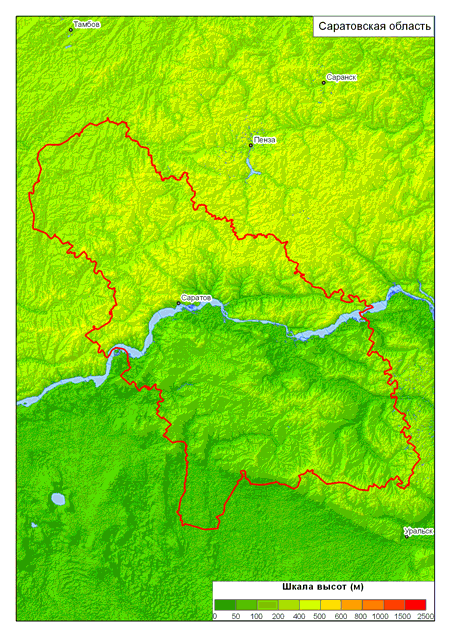 Саратовская область
Тамбов
Саранск
Пенза
Саратов
Уральск
Шкала высот (м)
0 50 100 200 400 500 600 800 1000 1500 2500